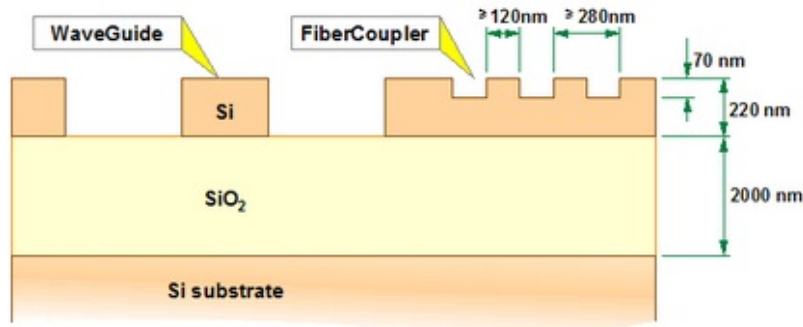 WaveGuide
FiberCoupler
≥120nm
≥280nm
70 nm
Si
220 nm
SiO₂
2000 nm
Si substrate